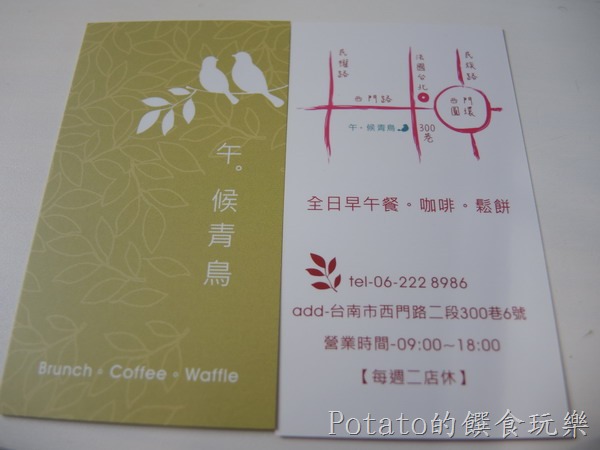 午。候青鳥
Brunch。Coffee。Waffle
民權路
法國公花
民族路
西門路
西門
圓環
午。候青鳥
300巷
全日早午餐。咖啡。鬆餅
tel-06-222 8986
add-台南市西門路二段300巷6號
營業時間-09:00~18:00
【每週二店休】
Potato的饌食玩樂